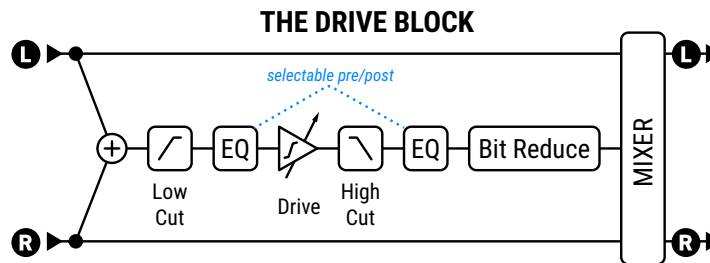 THE DRIVE BLOCK
L
L
selectable pre/post
EQ
EQ
Bit Reduce
MIXER
Low
Cut
Drive
High
Cut
R
R